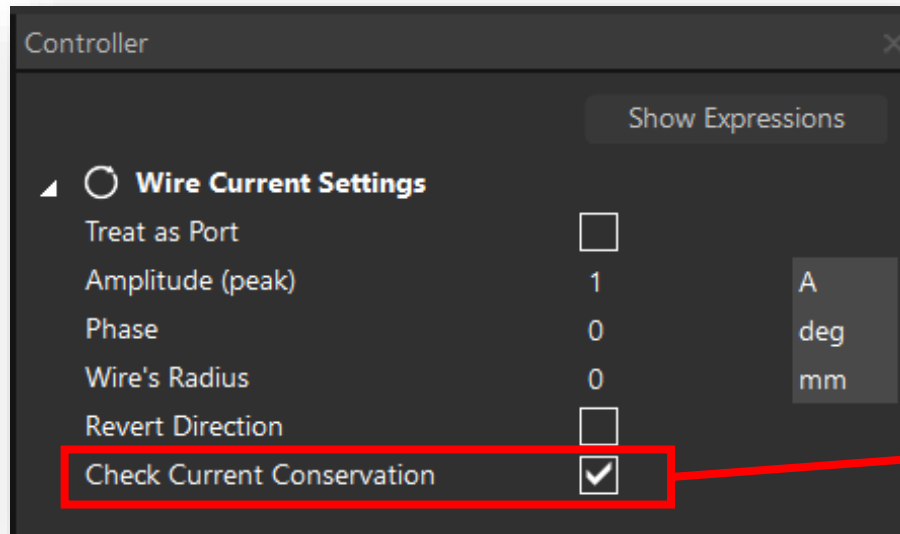 Controller
Show Expressions
Wire Current Settings
Treat as Port
Amplitude (peak) 1 A
Phase 0 deg
Wire's Radius 0 mm
Revert Direction
Check Current Conservation